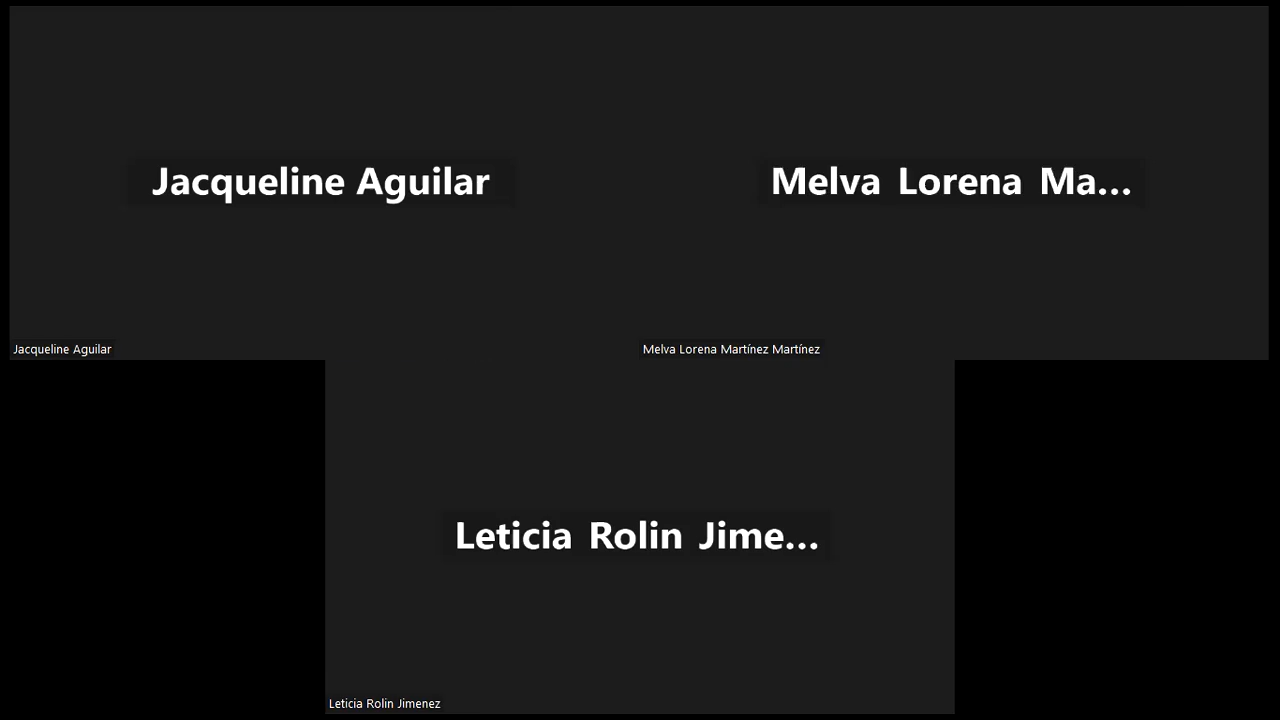 Jacqueline Aguilar
Melva Lorena Ma...
Jacqueline Aguilar
Melva Lorena Martínez Martínez
Leticia Rolin Jime...
Leticia Rolin Jimenez